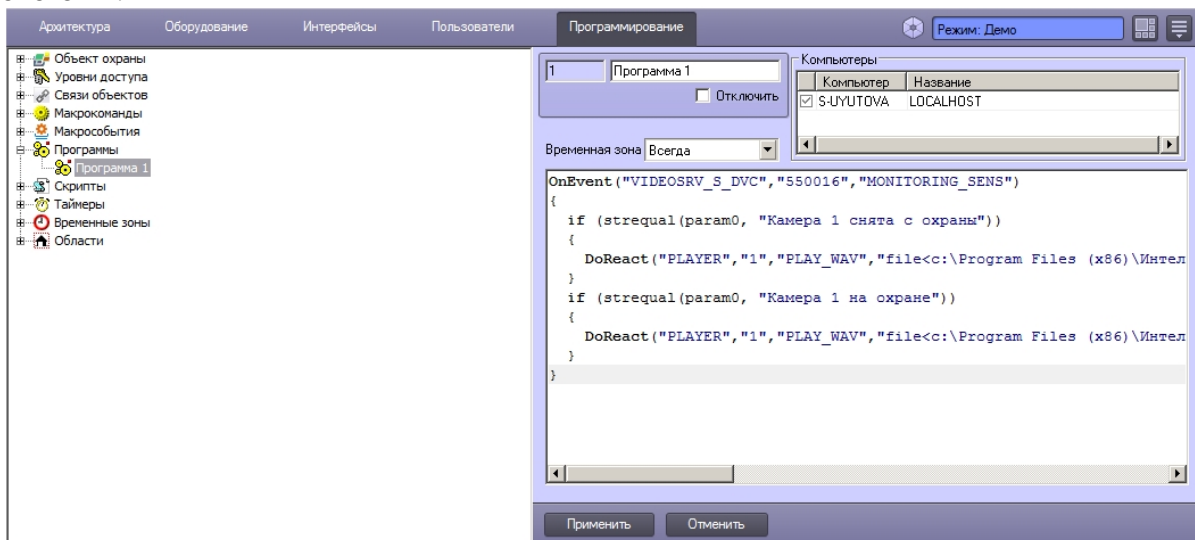 Архитектура Оборудование Интерфейсы Пользователи Программирование Режим: Демо
Объект охраны
Уровни доступа
Связи объектов
Макрокоманды
Макрособытия
Программы
Программа 1
Скрипты
Таймеры
Временные зоны
Области
1 Программа 1
Отключить
Компьютеры
Компьютер Название
S-UYUTOVA LOCALHOST
Временная зона Всегда
OnEvent("VIDEOSRV_S_DVC","550016","MONITORING_SENS")
{
if (strequal(param0, "Камера 1 снята с охраны"))
{
DoReact("PLAYER","1","PLAY_WAV","file<c:\Program Files (x86)\Интел
}
if (strequal(param0, "Камера 1 на охране"))
{
DoReact("PLAYER","1","PLAY_WAV","file<c:\Program Files (x86)\Интел
}
}
Применить Отменить